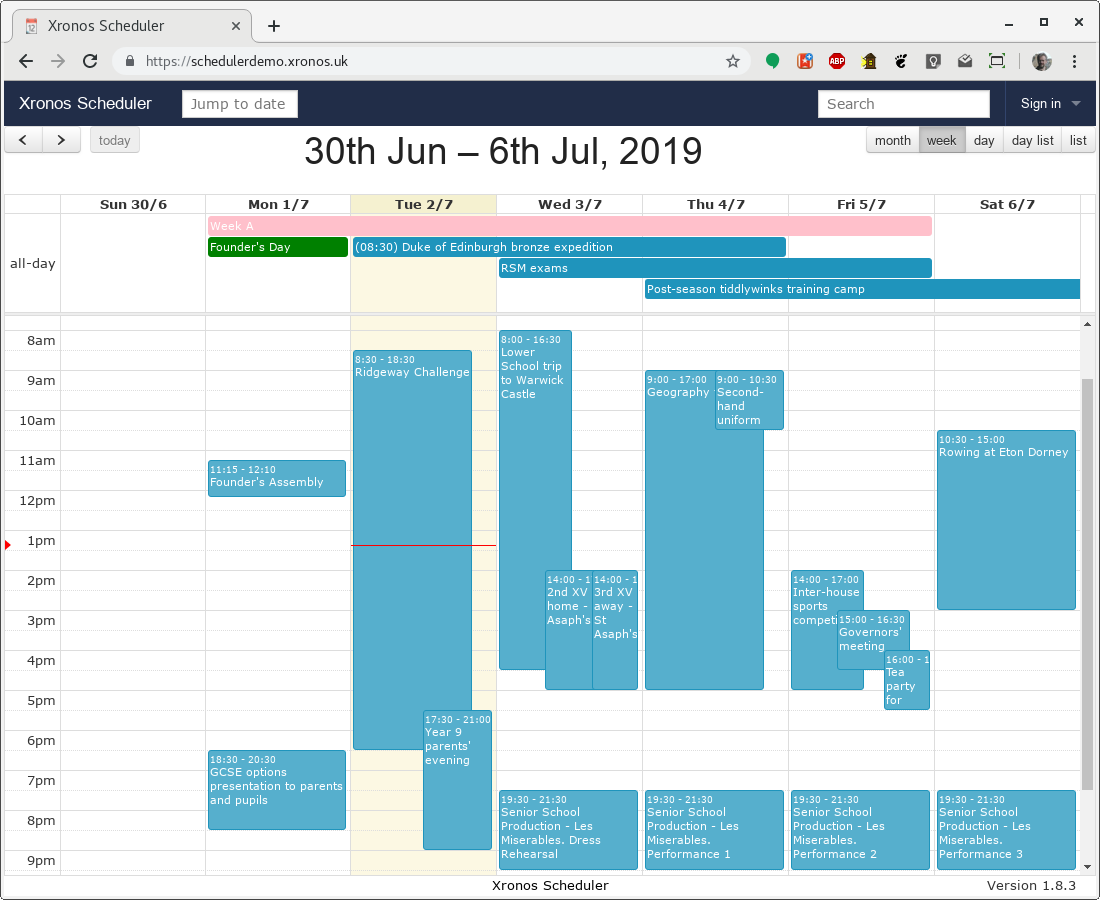 Xronos Scheduler
https://schedulerdemo.xronos.uk
ABP
Xronos Scheduler
Jump to date
Search
Sign in
today
30th Jun – 6th Jul, 2019
month
week
day
day list
list
Sun 30/6
Mon 1/7
Tue 2/7
Wed 3/7
Thu 4/7
Fri 5/7
Sat 6/7
all-day
Week A
Founder's Day
(08:30) Duke of Edinburgh bronze expedition
RSM exams
Post-season tiddlywinks training camp
8am
9am
10am
11am
12pm
1pm
2pm
3pm
4pm
5pm
6pm
7pm
8pm
9pm
11:15 - 12:10
Founder's Assembly
18:30 - 20:30
GCSE options
presentation to parents
and pupils
8:30 - 18:30
Ridgeway Challenge
17:30 - 21:00
Year 9
parents'
evening
8:00 - 16:30
Lower
School trip
to Warwick
Castle
14:00 - 1
2nd XV
home -
Asaph's
14:00 - 1
3rd XV
away -
St
Asaph's
19:30 - 21:30
Senior School
Production - Les
Miserables. Dress
Rehearsal
9:00 - 17:00
Geography
9:00 - 10:30
Second-
hand
uniform
19:30 - 21:30
Senior School
Production - Les
Miserables.
Performance 1
14:00 - 17:00
Inter-house
sports
competi
15:00 - 16:30
Governors'
meeting
16:00 - 1
Tea
party
for
19:30 - 21:30
Senior School
Production - Les
Miserables.
Performance 2
10:30 - 15:00
Rowing at Eton Dorney
19:30 - 21:30
Senior School
Production - Les
Miserables.
Performance 3
Xronos Scheduler
Version 1.8.3